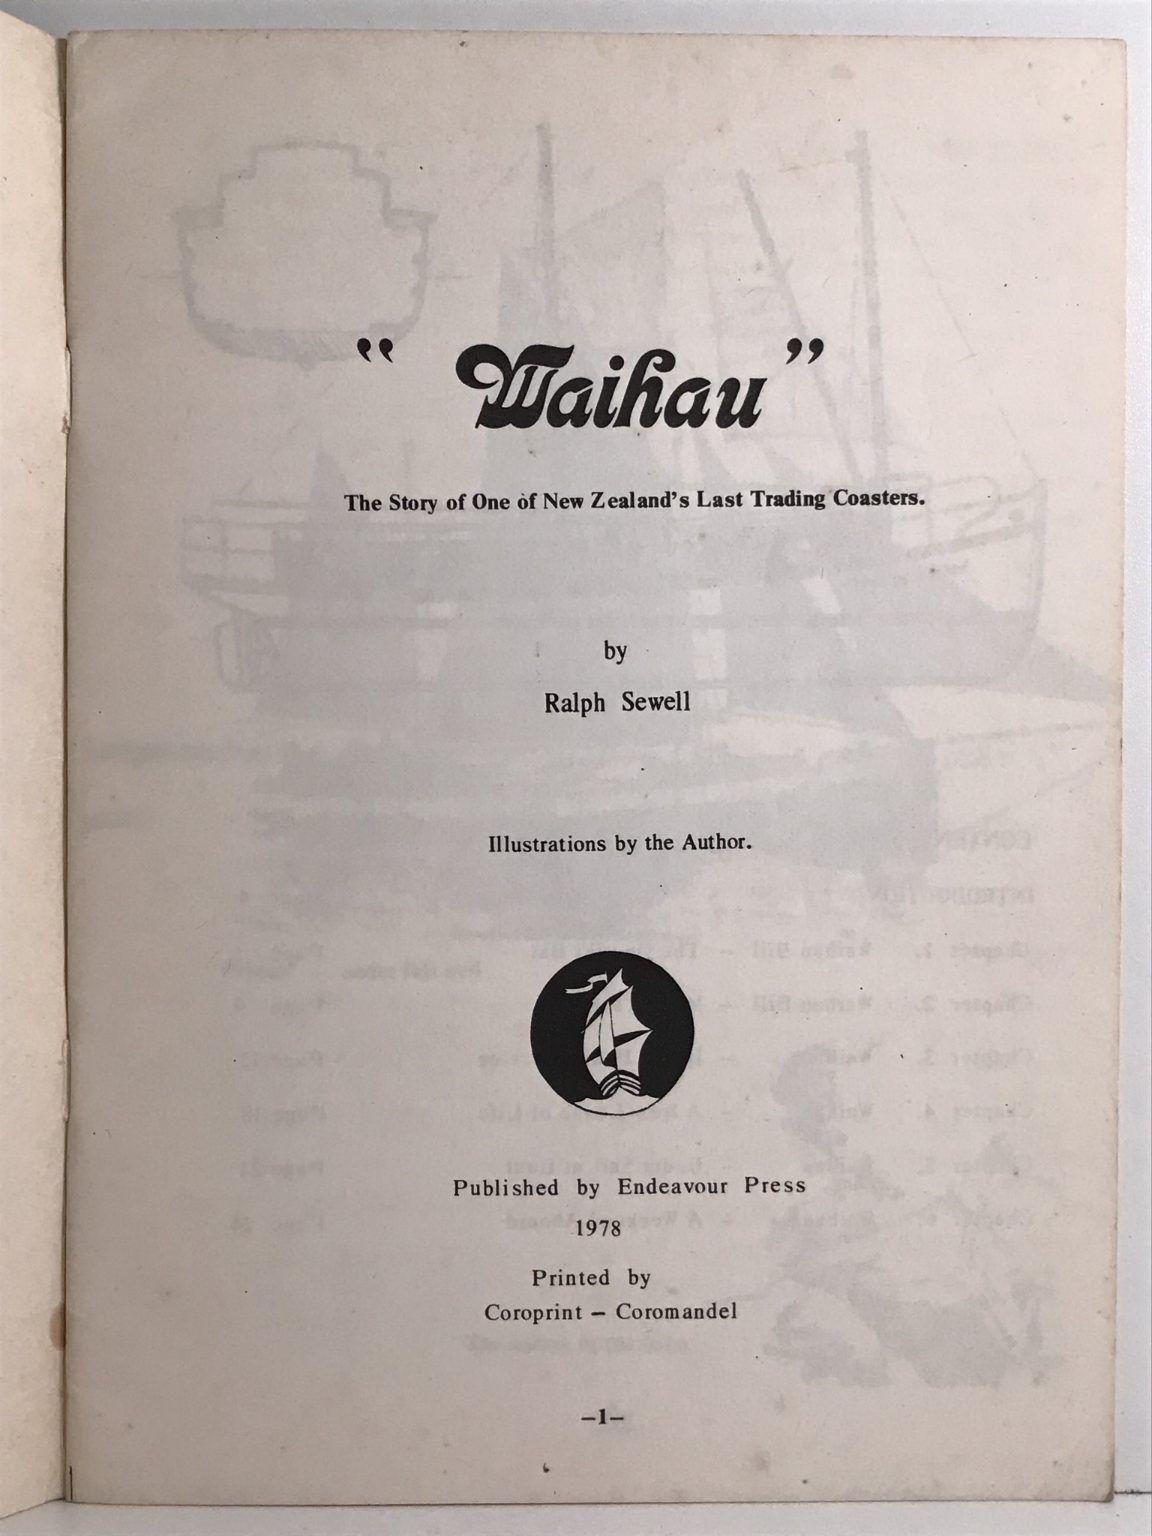 “ Waihau ”
The Story of One of New Zealand's Last Trading Coasters.
by
Ralph Sewell
Illustrations by the Author.
Published by Endeavour Press
1978
Printed by
Coroprint – Coromandel
–1–